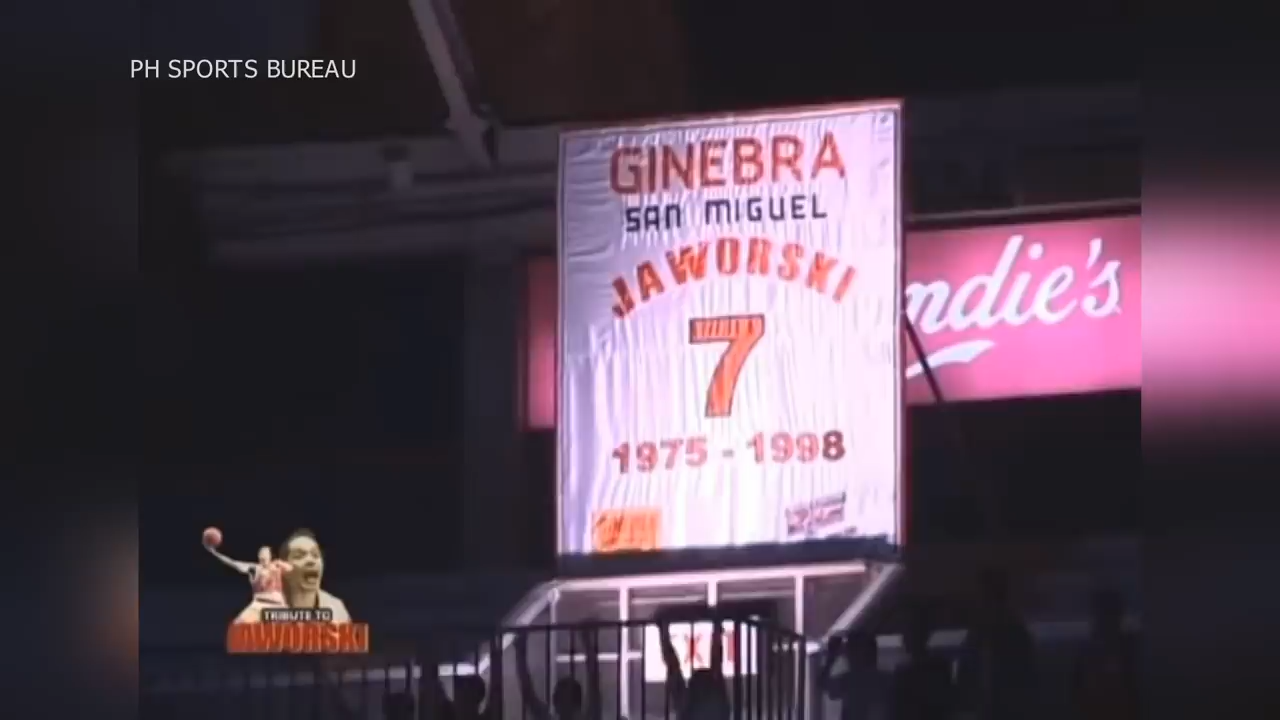 PH SPORTS BUREAU
GINEBRA
SAN MIGUEL
JAWORSKI
7
1975 - 1998
ndie's
TRIBUTE TO
JAWORSKI